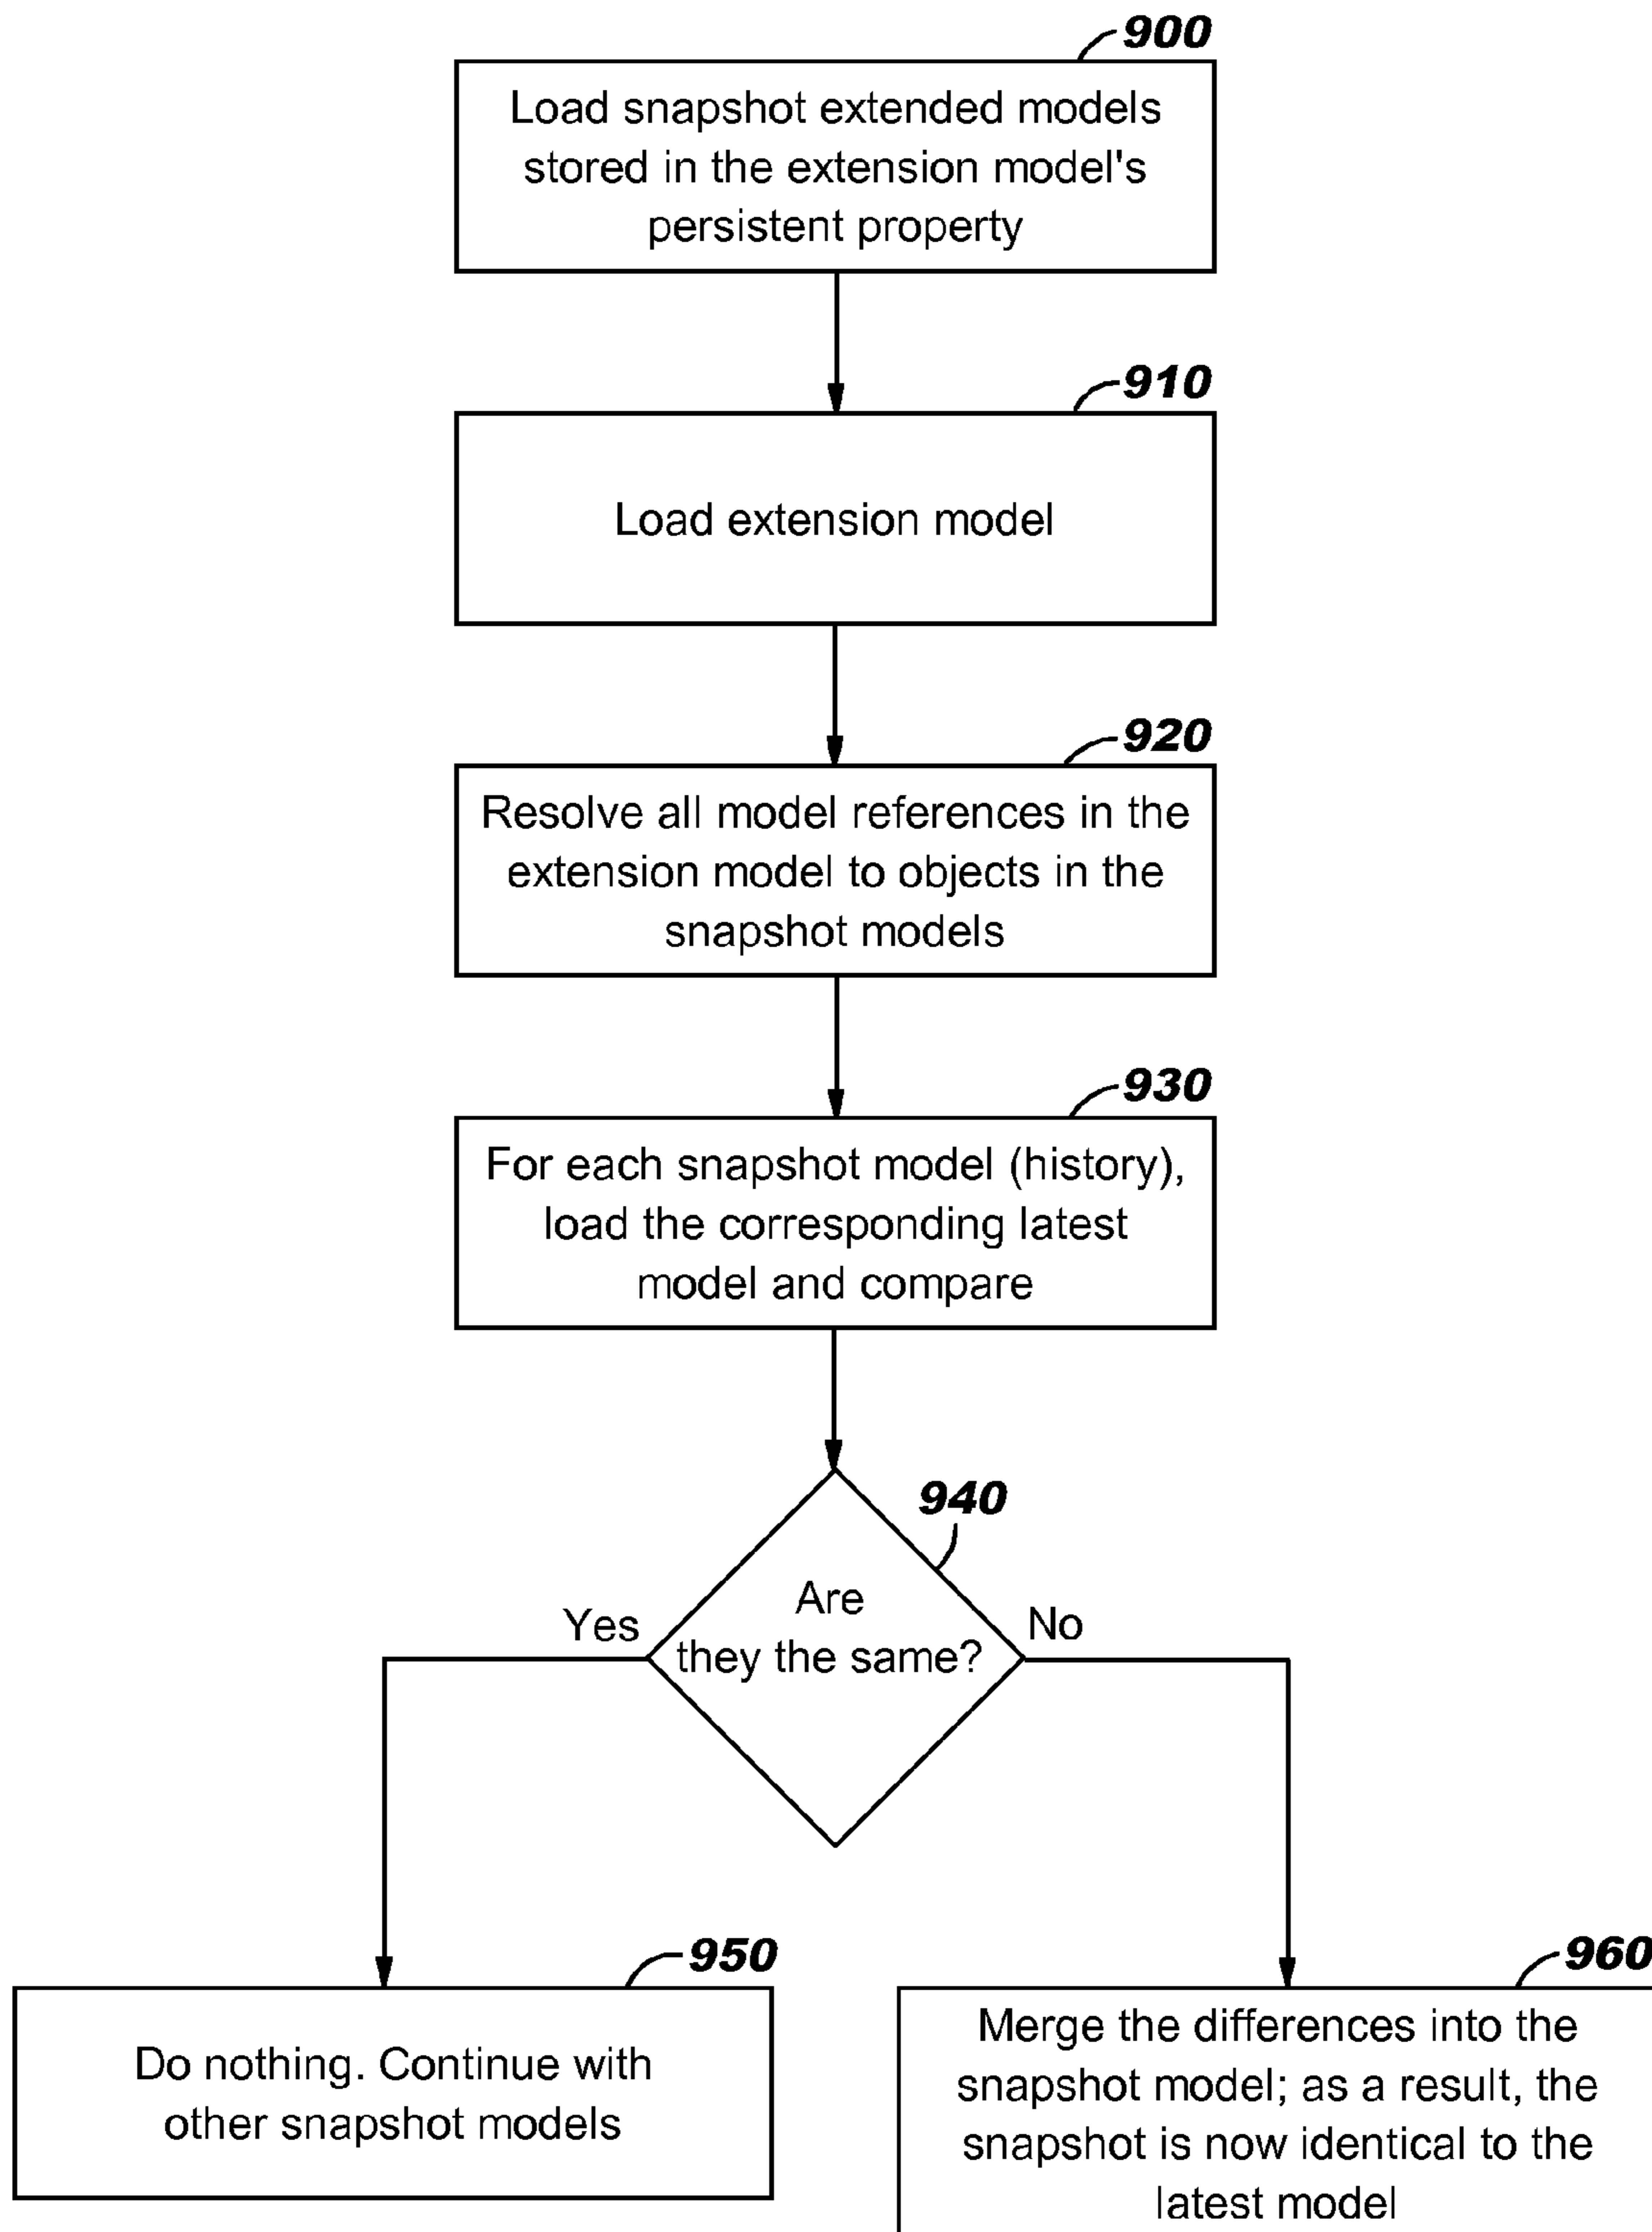 900
Load snapshot extended models
stored in the extension model's
persistent property
910
Load extension model
920
Resolve all model references in the
extension model to objects in the
snapshot models
930
For each snapshot model (history),
load the corresponding latest
model and compare
940
Are
they the same?
Yes
No
950
Do nothing. Continue with
other snapshot models
960
Merge the differences into the
snapshot model; as a result, the
snapshot is now identical to the
latest model